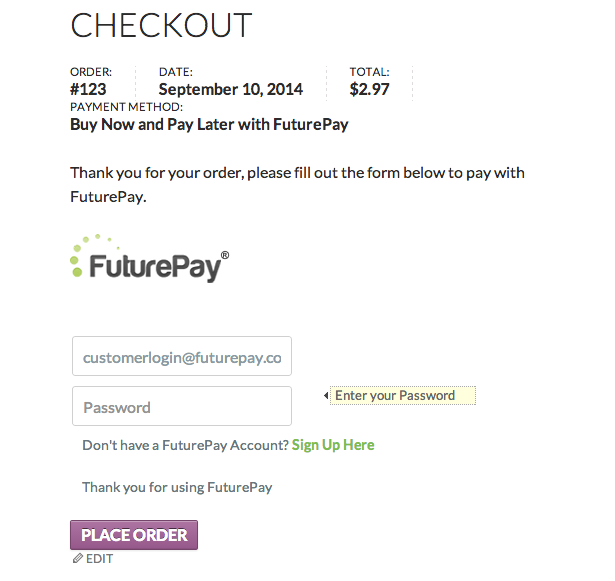 CHECKOUT
ORDER: DATE: TOTAL:
#123 September 10, 2014 $2.97
PAYMENT METHOD:
Buy Now and Pay Later with FuturePay
Thank you for your order, please fill out the form below to pay with
FuturePay.
FuturePay®
customerlogin@futurepay.co
Password Enter your Password
Don't have a FuturePay Account? Sign Up Here
Thank you for using FuturePay
PLACE ORDER
EDIT